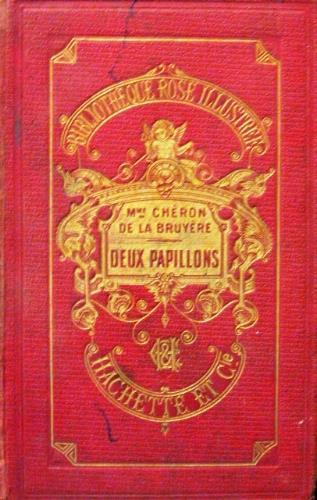 BIBLIOTHÈQUE ROSE ILLUSTRÉE
Mme CHÉRON
DE LA BRUYÈRE
DEUX PAPILLONS
H&C
HACHETTE ET Cie